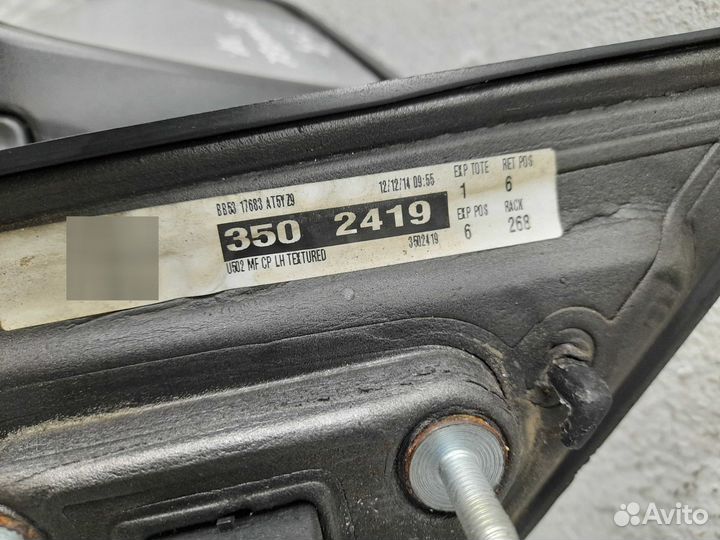 BB53 17683 AT5YZ9 12/12/14 09:55
350 2419
U502 MF CP LH TEXTURED 3502419
EXP TOTE RET POS
1 6
EXP POS RACK
6 268
Avito